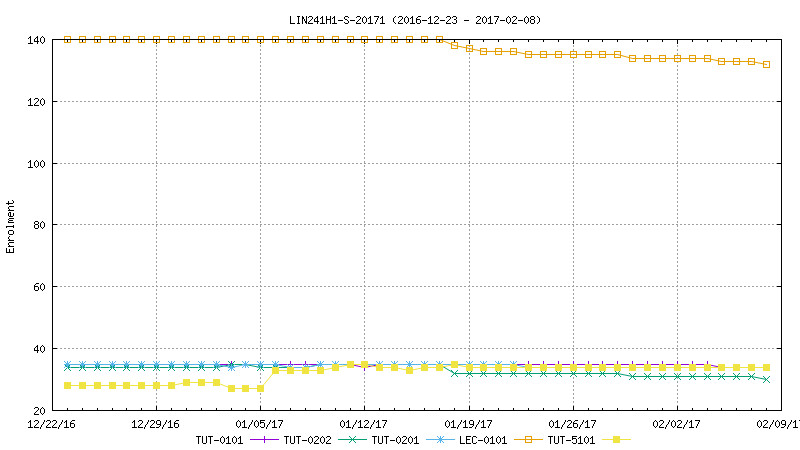 LIN241H1-S-20171 (2016-12-23 - 2017-02-08)
140
120
100
80
60
40
20
Enrolment
12/22/16 12/29/16 01/05/17 01/12/17 01/19/17 01/26/17 02/02/17 02/09/1
TUT-0101 TUT-0202 TUT-0201 LEC-0101 TUT-5101